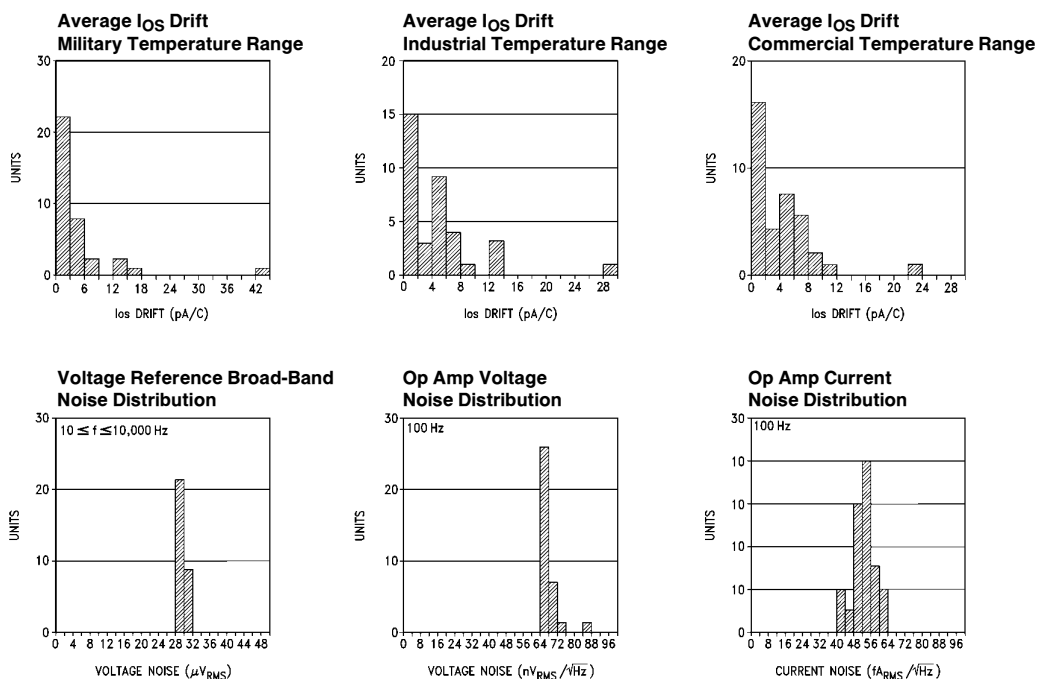 Average IOS Drift
Military Temperature Range
30
20
10
0
UNITS
0 6 12 18 24 30 36 42
Ios DRIFT (pA/C)
Average IOS Drift
Industrial Temperature Range
20
15
10
5
0
UNITS
0 4 8 12 16 20 24 28
Ios DRIFT (pA/C)
Average IOS Drift
Commercial Temperature Range
20
10
0
UNITS
0 4 8 12 16 20 24 28
Ios DRIFT (pA/C)
Voltage Reference Broad-Band
Noise Distribution
30
10 ≤ f ≤ 10,000 Hz
20
10
0
UNITS
0 4 8 12 16 20 24 28 32 36 40 44 48
VOLTAGE NOISE (μVRMS)
Op Amp Voltage
Noise Distribution
30
100 Hz
20
10
0
UNITS
0 8 16 24 32 40 48 56 64 72 80 88 96
VOLTAGE NOISE (nVRMS/√Hz)
Op Amp Current
Noise Distribution
30
100 Hz
10
10
10
10
0
UNITS
0 8 16 24 32 40 48 56 64 72 80 88 96
CURRENT NOISE (fARMS/√Hz)